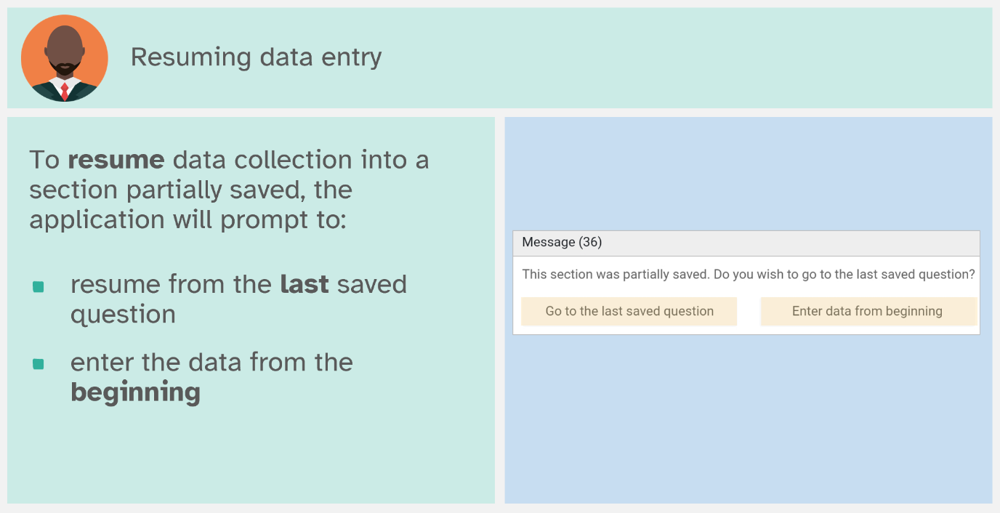 Resuming data entry
To resume data collection into a
section partially saved, the
application will prompt to:
resume from the last saved
question
enter the data from the
beginning
Message (36)
This section was partially saved. Do you wish to go to the last saved question?
Go to the last saved question
Enter data from beginning